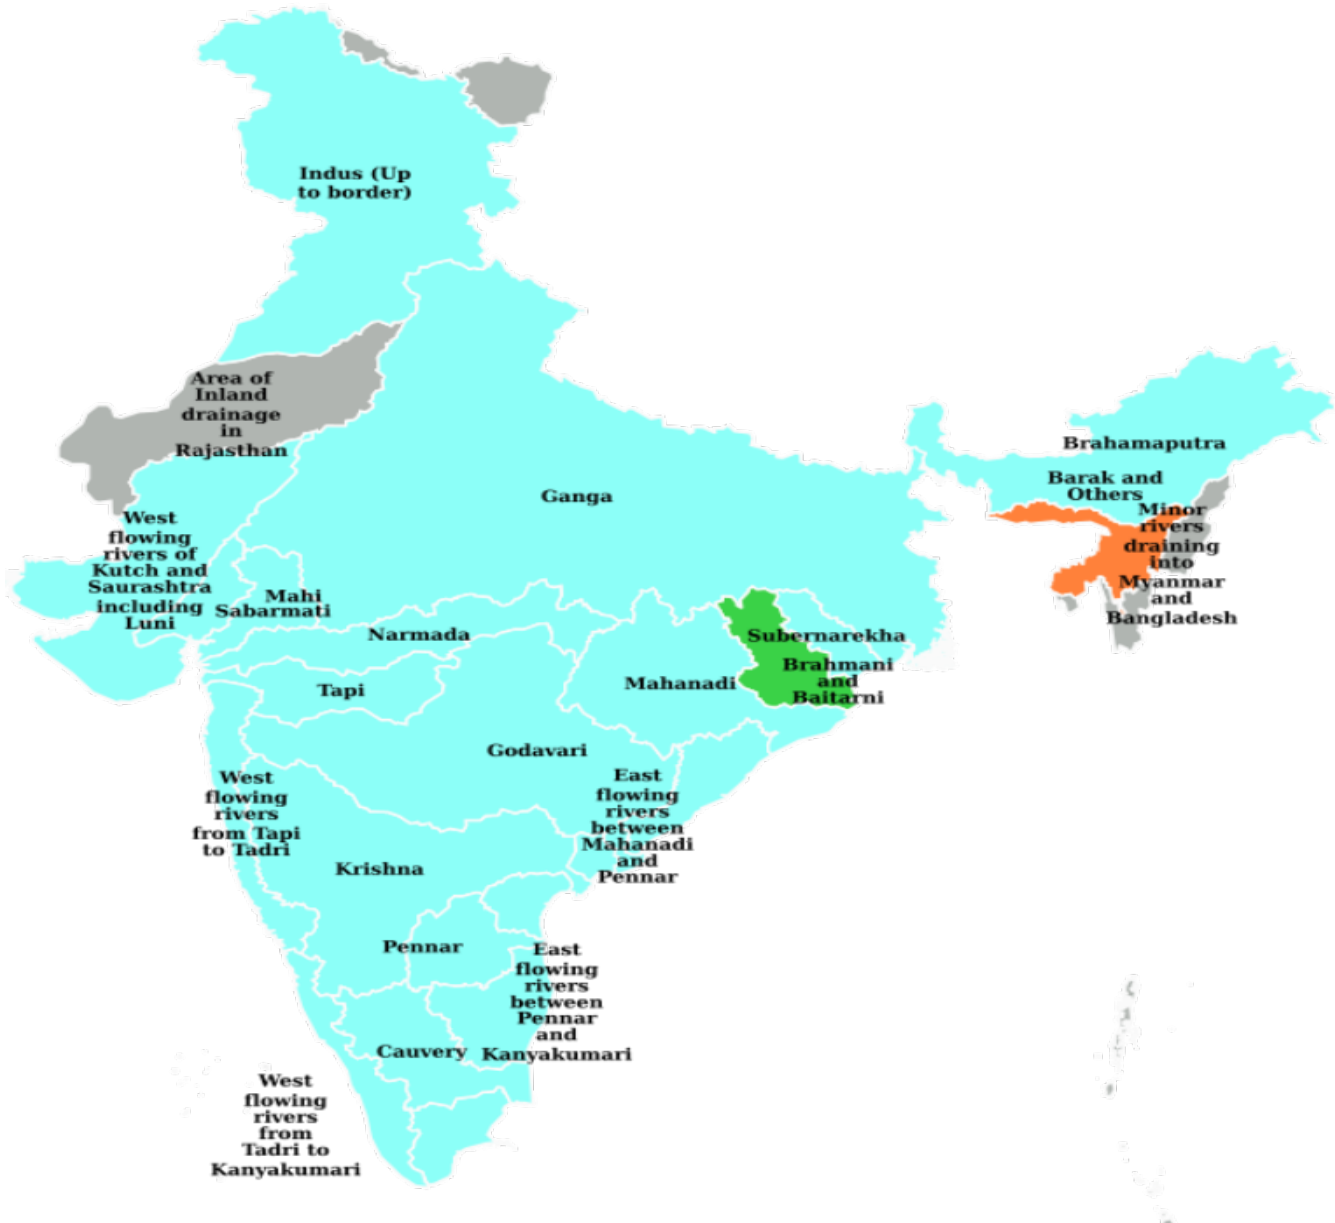 Indus (Up
to border)
Area of
Inland
drainage
in
Rajasthan
Brahamaputra
Barak and
Others
Ganga
Minor
rivers
draining
into
Myanmar
and
Bangladesh
West
flowing
rivers of
Kutch and
Saurashtra
including
Luni
Mahi
Sabarmati
Narmada
Subernarekha
Brahmani
and
Baitarni
Mahanadi
Tapi
Godavari
West
flowing
rivers
from Tapi
to Tadri
East
flowing
rivers
between
Mahanadi
and
Pennar
Krishna
Pennar
East
flowing
rivers
between
Pennar
and
Kanyakumari
Cauvery
West
flowing
rivers
from
Tadri to
Kanyakumari